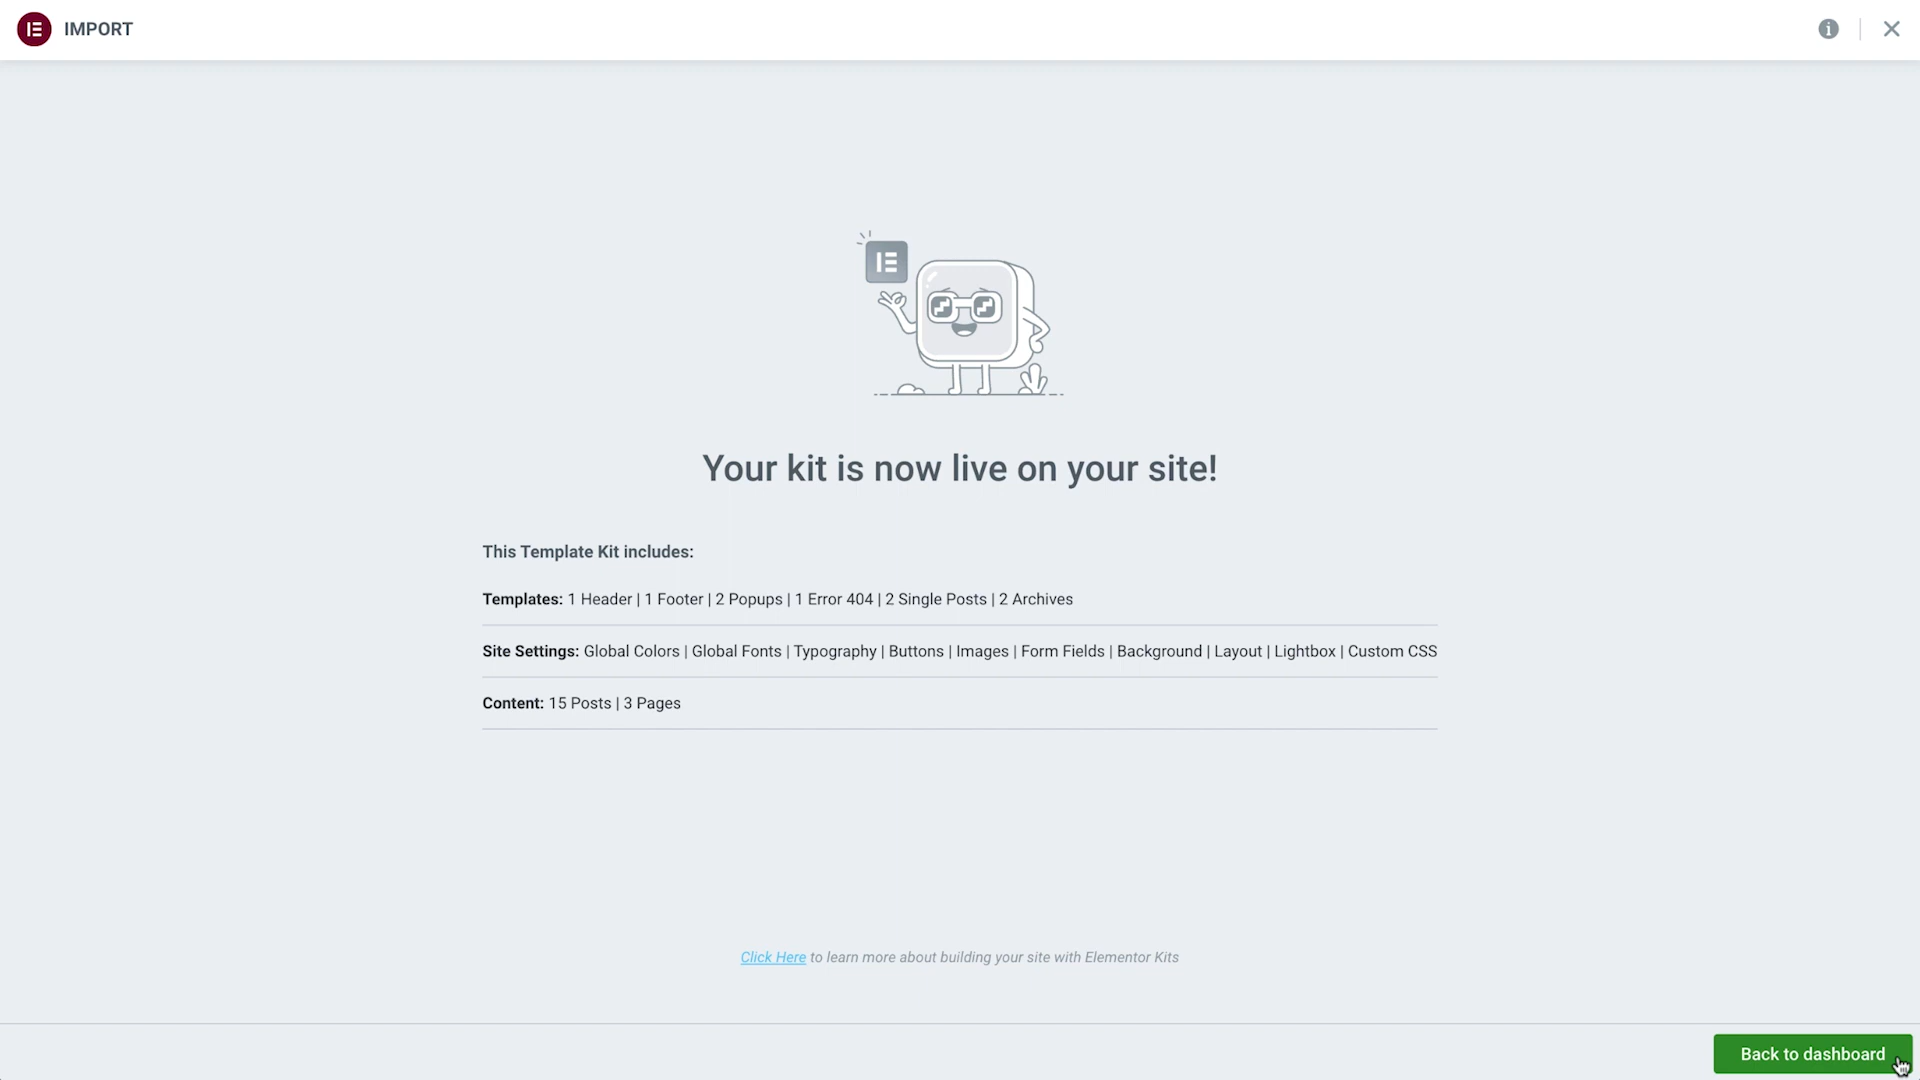 IMPORT
Your kit is now live on your site!
This Template Kit includes:
Templates: 1 Header | 1 Footer | 2 Popups | 1 Error 404 | 2 Single Posts | 2 Archives
Site Settings: Global Colors | Global Fonts | Typography | Buttons | Images | Form Fields | Background | Layout | Lightbox | Custom CSS
Content: 15 Posts | 3 Pages
Click Here to learn more about building your site with Elementor Kits
Back to dashboard